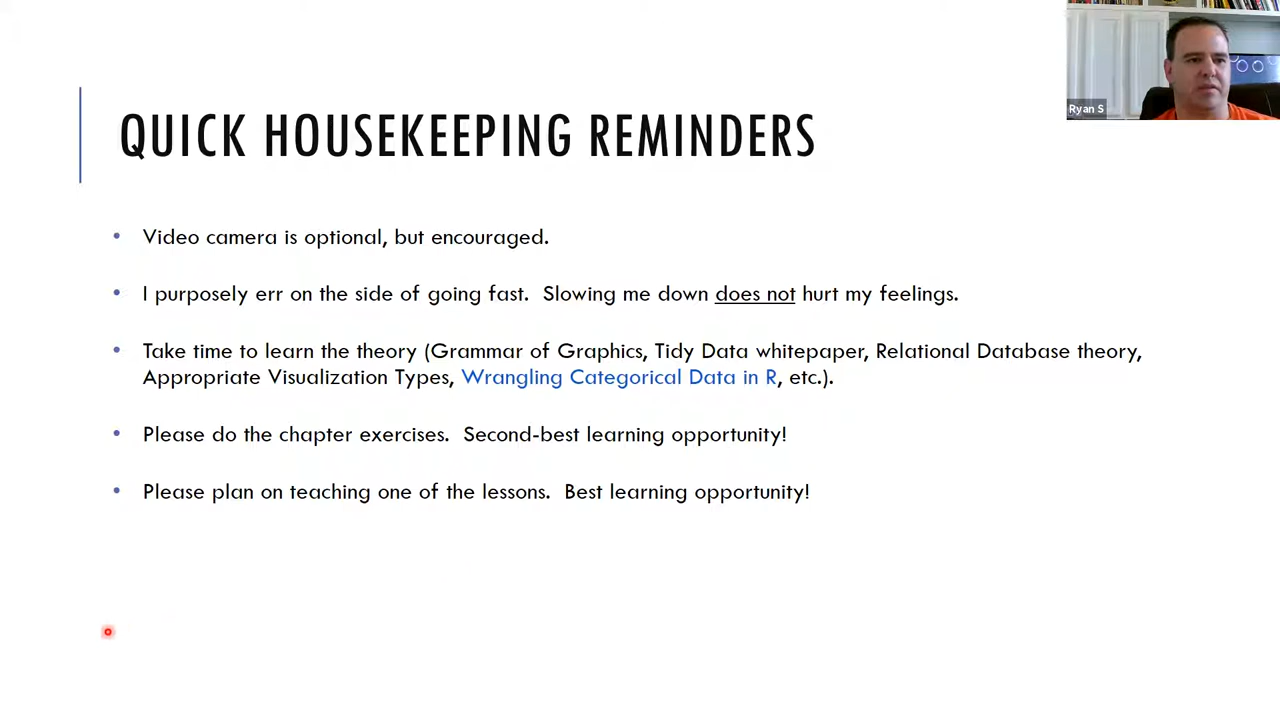 Ryan S
QUICK HOUSEKEEPING REMINDERS
• Video camera is optional, but encouraged.
• I purposely err on the side of going fast.  Slowing me down does not hurt my feelings.
• Take time to learn the theory (Grammar of Graphics, Tidy Data whitepaper, Relational Database theory,
Appropriate Visualization Types, Wrangling Categorical Data in R, etc.).
• Please do the chapter exercises.  Second-best learning opportunity!
• Please plan on teaching one of the lessons.  Best learning opportunity!